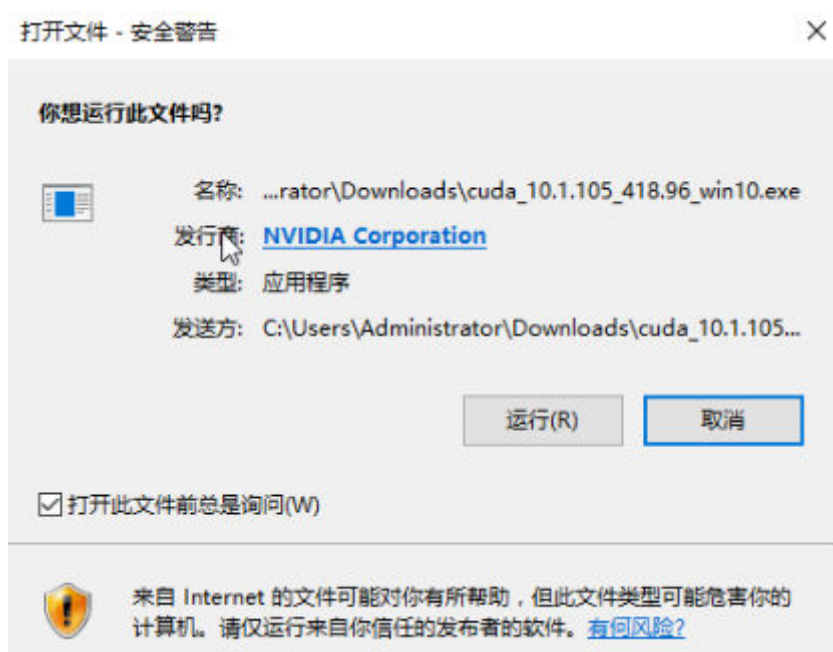 打开文件 - 安全警告
你想运行此文件吗?
名称: ...rator\Downloads\cuda_10.1.105_418.96_win10.exe
发行商: NVIDIA Corporation
类型: 应用程序
发送方: C:\Users\Administrator\Downloads\cuda_10.1.105...
运行(R) 取消
打开此文件前总是询问(W)
来自 Internet 的文件可能对你有所帮助，但此文件类型可能危害你的
计算机。请仅运行来自你信任的发布者的软件。有何风险?